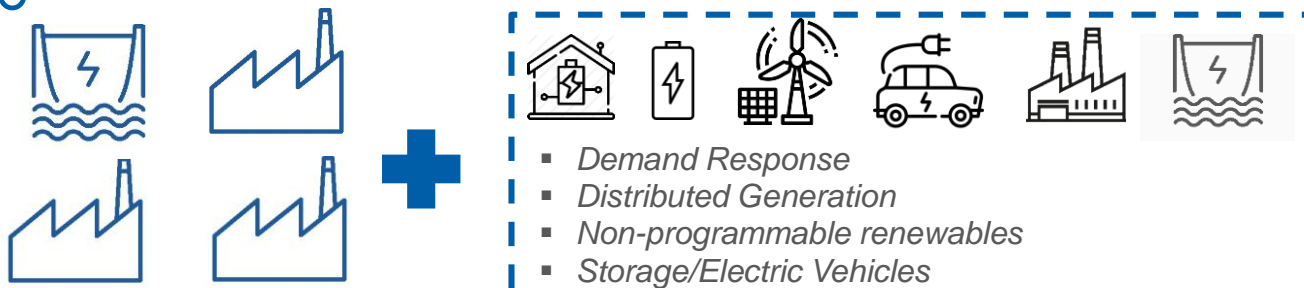 ▪ Demand Response
▪ Distributed Generation
▪ Non-programmable renewables
▪ Storage/Electric Vehicles